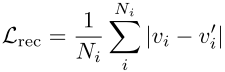 $\mathcal{L}_{\text{rec}} = \frac{1}{N_i} \sum_{i}^{N_i} |v_i - v_i'|$